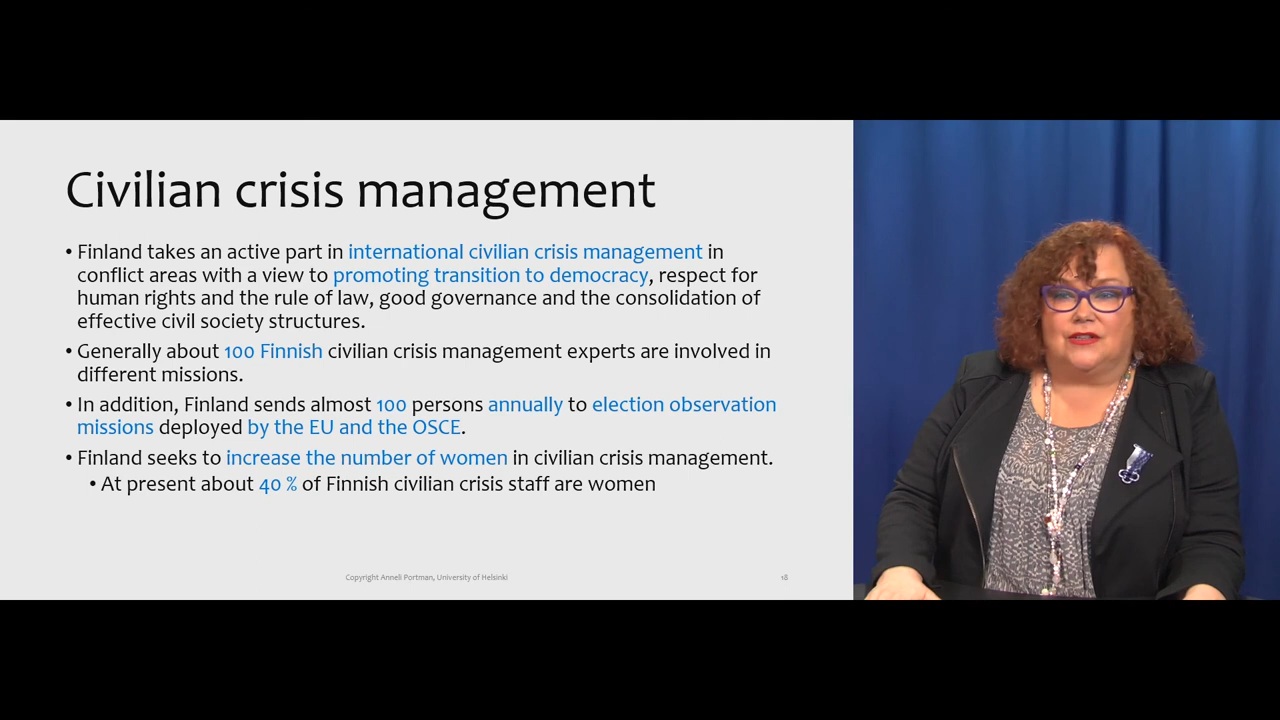 Civilian crisis management
• Finland takes an active part in international civilian crisis management in
conflict areas with a view to promoting transition to democracy, respect for
human rights and the rule of law, good governance and the consolidation of
effective civil society structures.
• Generally about 100 Finnish civilian crisis management experts are involved in
different missions.
• In addition, Finland sends almost 100 persons annually to election observation
missions deployed by the EU and the OSCE.
• Finland seeks to increase the number of women in civilian crisis management.
• At present about 40 % of Finnish civilian crisis staff are women
Copyright Anneli Portman, University of Helsinki
18